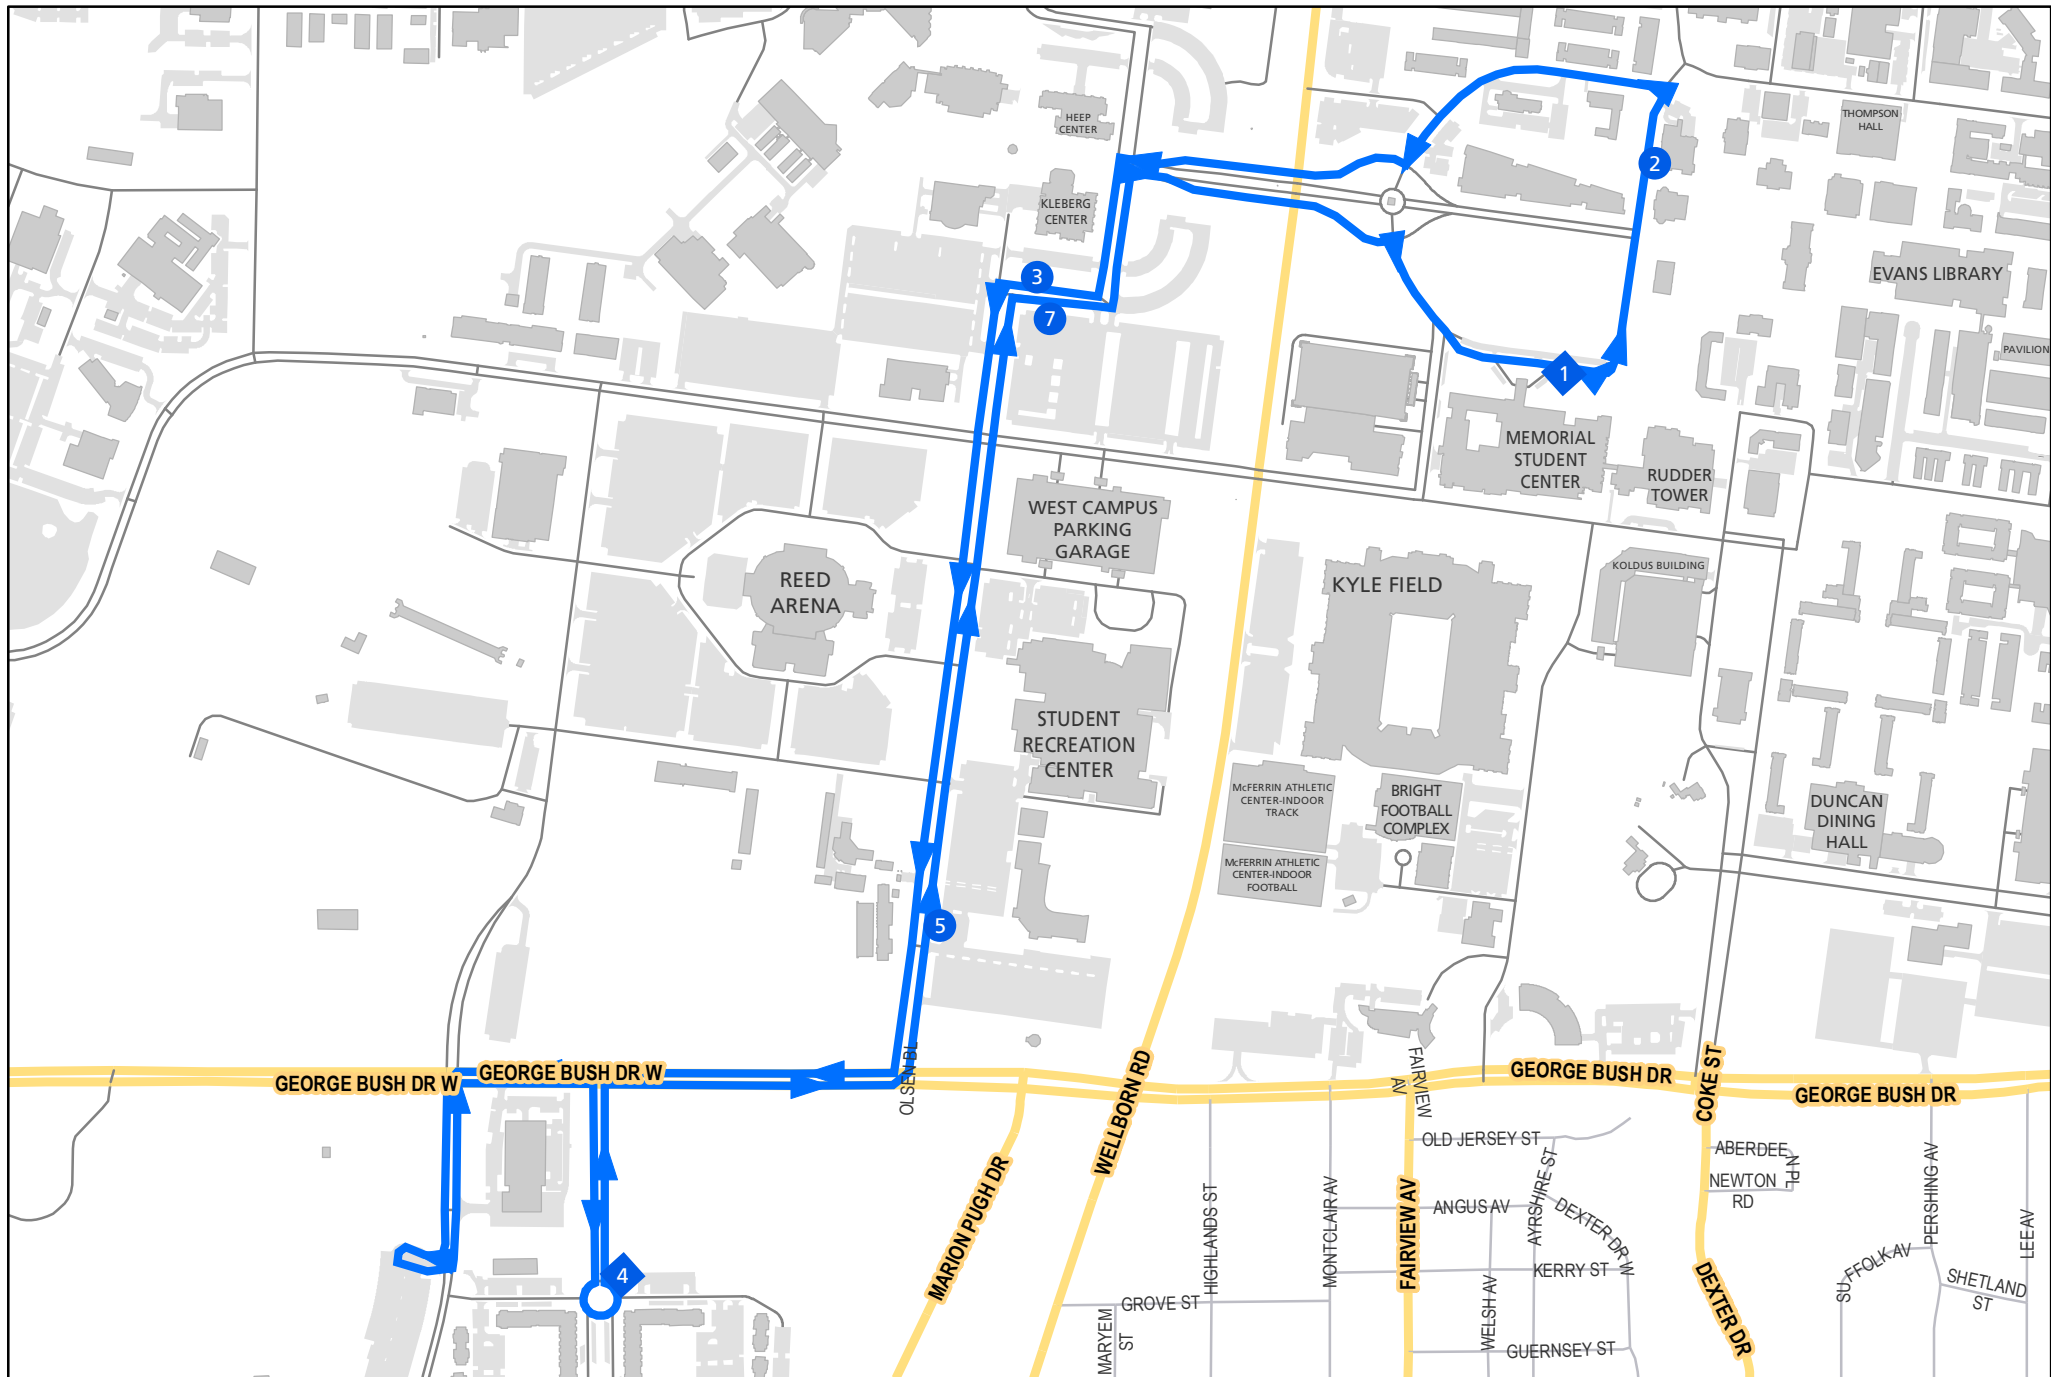 HEEP
CENTER
THOMPSON
HALL
2
KLEBERG
CENTER
3
7
EVANS LIBRARY
PAVILION
1
MEMORIAL
STUDENT
CENTER
RUDDER
TOWER
WEST CAMPUS
PARKING
GARAGE
REED
ARENA
KYLE FIELD
KOLDUS BUILDING
STUDENT
RECREATION
CENTER
McFERRIN ATHLETIC
CENTER-INDOOR
TRACK
BRIGHT
FOOTBALL
COMPLEX
DUNCAN
DINING
HALL
McFERRIN ATHLETIC
CENTER-INDOOR
FOOTBALL
5
GEORGE BUSH DR W
GEORGE BUSH DR W
OLSEN BL
WELLBORN RD
FAIRVIEW
AV
GEORGE BUSH DR
COKE ST
GEORGE BUSH DR
MARION PUGH DR
HIGHLANDS ST
MONTCLAIR AV
FAIRVIEW AV
OLD JERSEY ST
AYRSHIRE ST
ANGUS AV
DEXTER DR W
KERRY ST
WELSH AV
GUERNSEY ST
ABERDEE
N PL
NEWTON
RD
PERSHING AV
LEE AV
SU
FFOLK AV
SHETLAND
ST
DEXTER DR
GROVE ST
MARYEM
ST
4